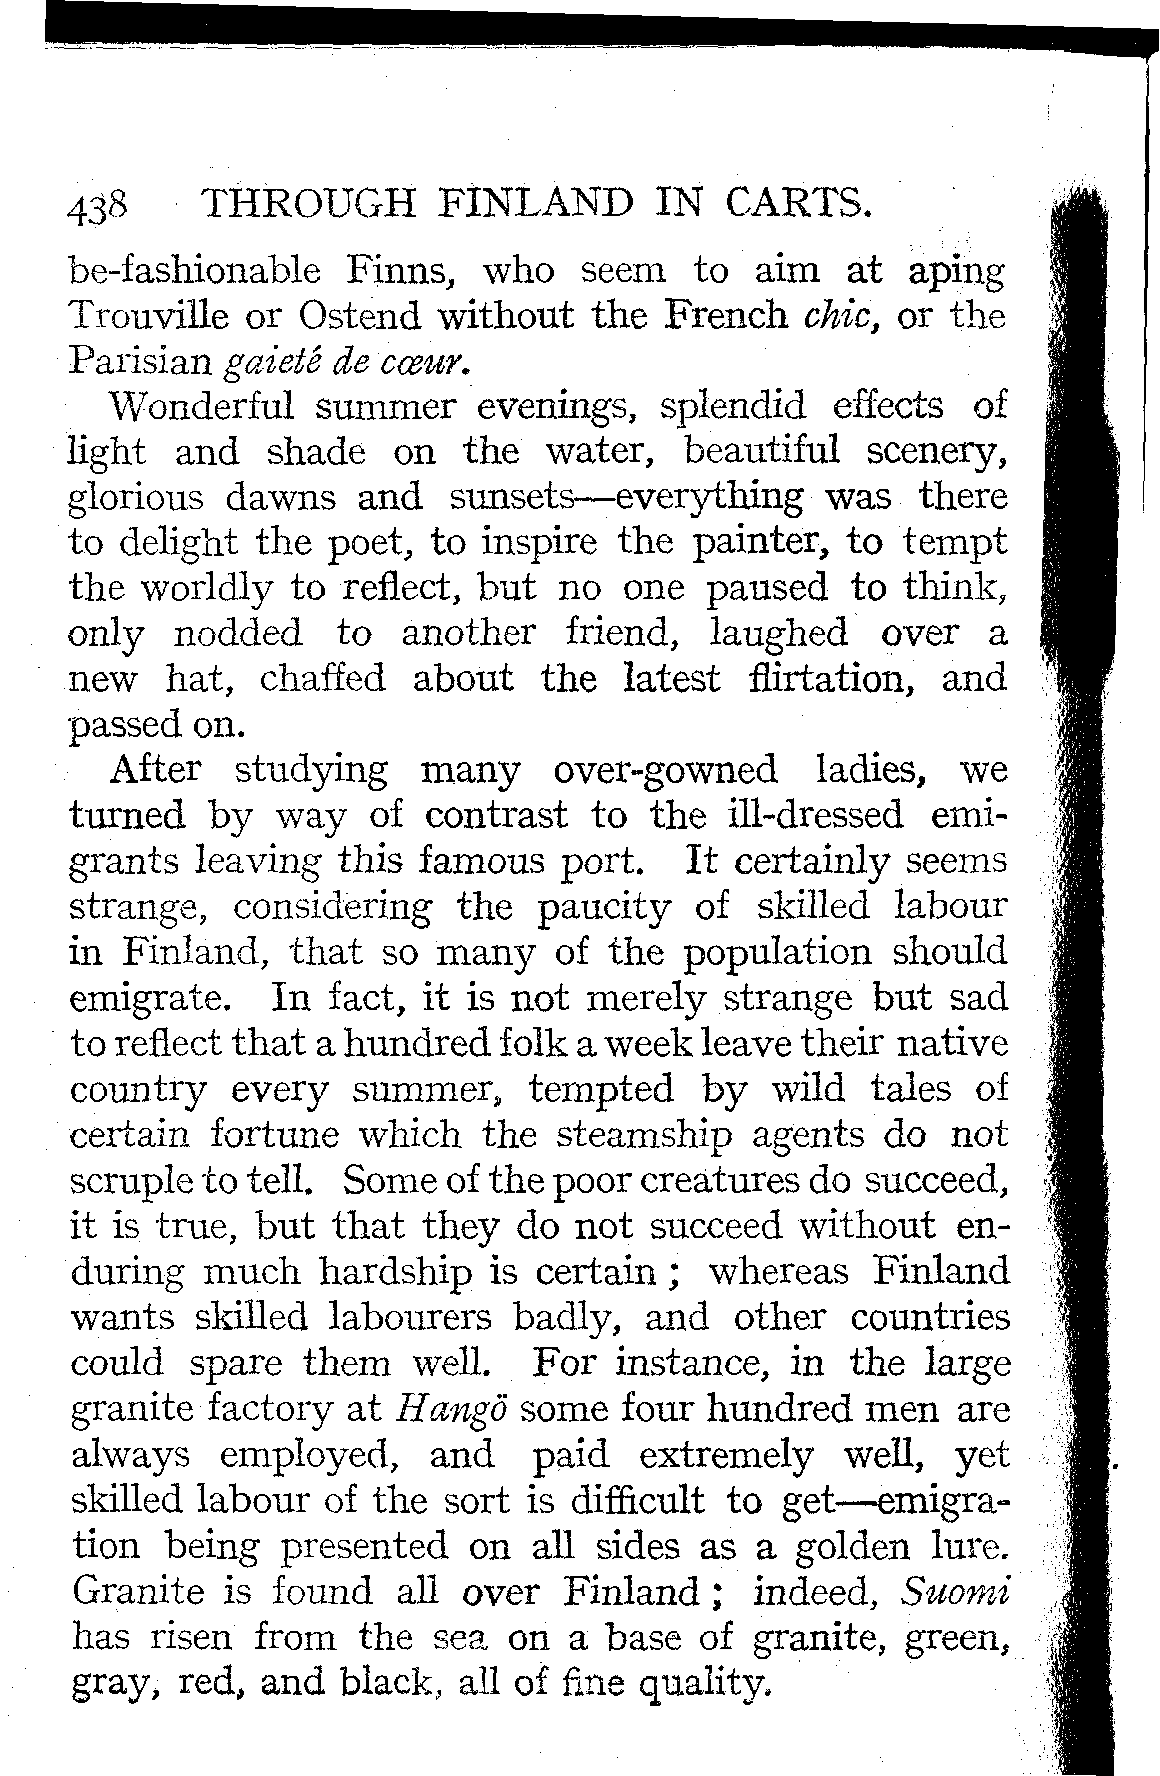 438 THROUGH FINLAND IN CARTS.
be-fashionable Finns, who seem to aim at aping
Trouville or Ostend without the French chic, or the
Parisian gaieté de cœur.
Wonderful summer evenings, splendid effects of
light and shade on the water, beautiful scenery,
glorious dawns and sunsets—everything was there
to delight the poet, to inspire the painter, to tempt
the worldly to reflect, but no one paused to think,
only nodded to another friend, laughed over a
new hat, chaffed about the latest flirtation, and
passed on.
After studying many over-gowned ladies, we
turned by way of contrast to the ill-dressed emi-
grants leaving this famous port. It certainly seems
strange, considering the paucity of skilled labour
in Finland, that so many of the population should
emigrate. In fact, it is not merely strange but sad
to reflect that a hundred folk a week leave their native
country every summer, tempted by wild tales of
certain fortune which the steamship agents do not
scruple to tell. Some of the poor creatures do succeed,
it is true, but that they do not succeed without en-
during much hardship is certain ; whereas Finland
wants skilled labourers badly, and other countries
could spare them well. For instance, in the large
granite factory at Hangö some four hundred men are
always employed, and paid extremely well, yet
skilled labour of the sort is difficult to get—emigra-
tion being presented on all sides as a golden lure.
Granite is found all over Finland ; indeed, Suomi
has risen from the sea on a base of granite, green,
gray, red, and black, all of fine quality.